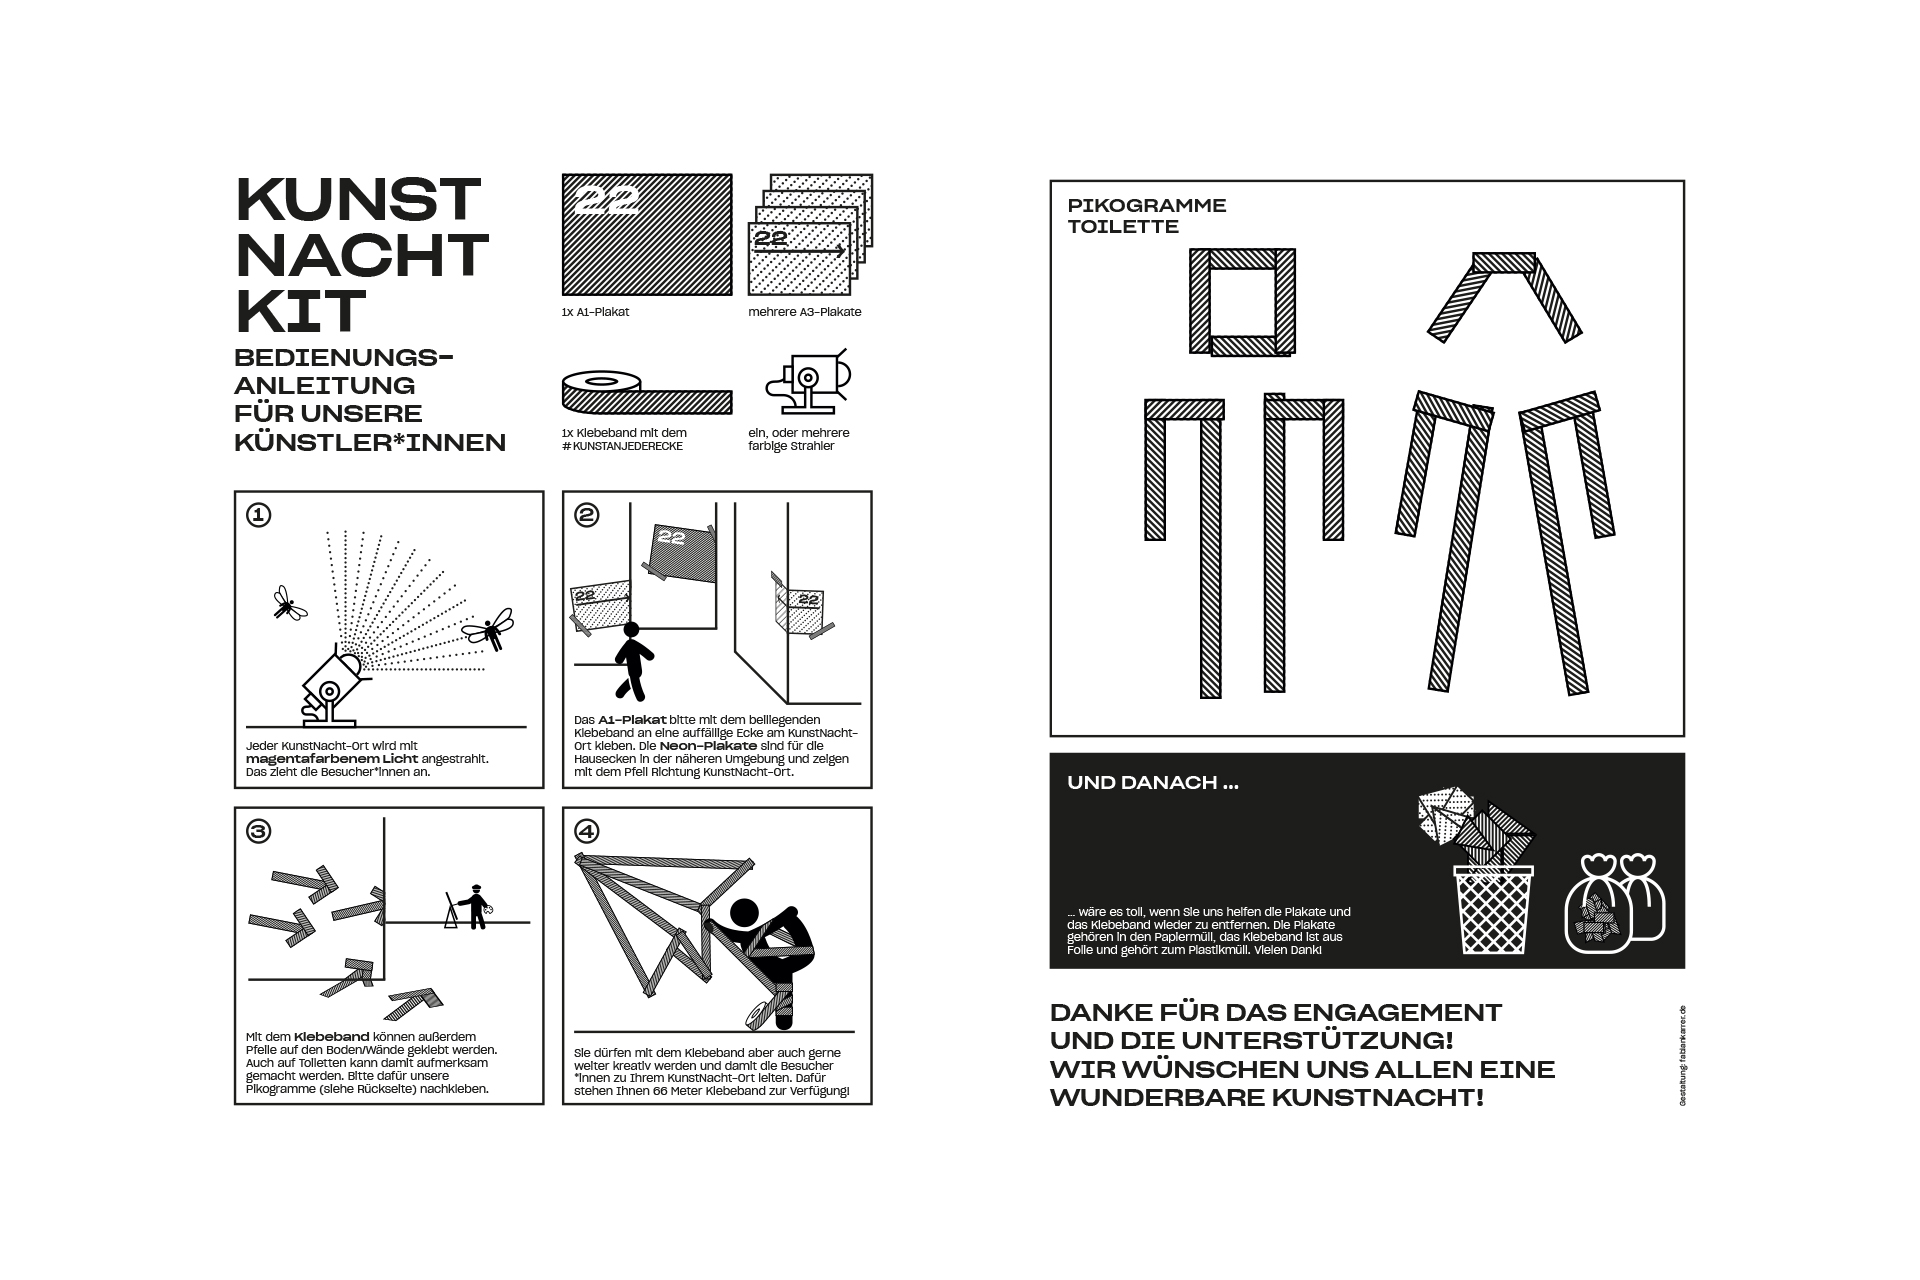 KUNST
NACHT
KIT
BEDIENUNGS-
ANLEITUNG
FÜR UNSERE
KÜNSTLER*INNEN
22
1x A1-Plakat
22
mehrere A3-Plakate
1x Klebeband mit dem
#KUNSTANJEDERECKE
ein, oder mehrere
farbige Strahler
1
Jeder KunstNacht-Ort wird mit
magentafarbenem Licht angestrahlt.
Das zieht die Besucher*innen an.
2
22
22
22
Das A1-Plakat bitte mit dem beiliegenden
Klebeband an eine auffällige Ecke am KunstNacht-
Ort kleben. Die Neon-Plakate sind für die
Hausecken in der näheren Umgebung und zeigen
mit dem Pfeil Richtung KunstNacht-Ort.
3
Mit dem Klebeband können außerdem
Pfeile auf den Boden/Wände geklebt werden.
Auch auf Toiletten kann damit aufmerksam
gemacht werden. Bitte dafür unsere
Pikogramme (siehe Rückseite) nachkleben.
4
Sie dürfen mit dem Klebeband aber auch gerne
weiter kreativ werden und damit die Besucher
*innen zu Ihrem KunstNacht-Ort leiten. Dafür
stehen Ihnen 66 Meter Klebeband zur Verfügung!
PIKOGRAMME
TOILETTE
UND DANACH ...
... wäre es toll, wenn Sie uns helfen die Plakate und
das Klebeband wieder zu entfernen. Die Plakate
gehören in den Papiermüll, das Klebeband ist aus
Folie und gehört zum Plastikmüll. Vielen Dank!
DANKE FÜR DAS ENGAGEMENT
UND DIE UNTERSTÜTZUNG!
WIR WÜNSCHEN UNS ALLEN EINE
WUNDERBARE KUNSTNACHT!
Gestaltung: fabiankarrer.de